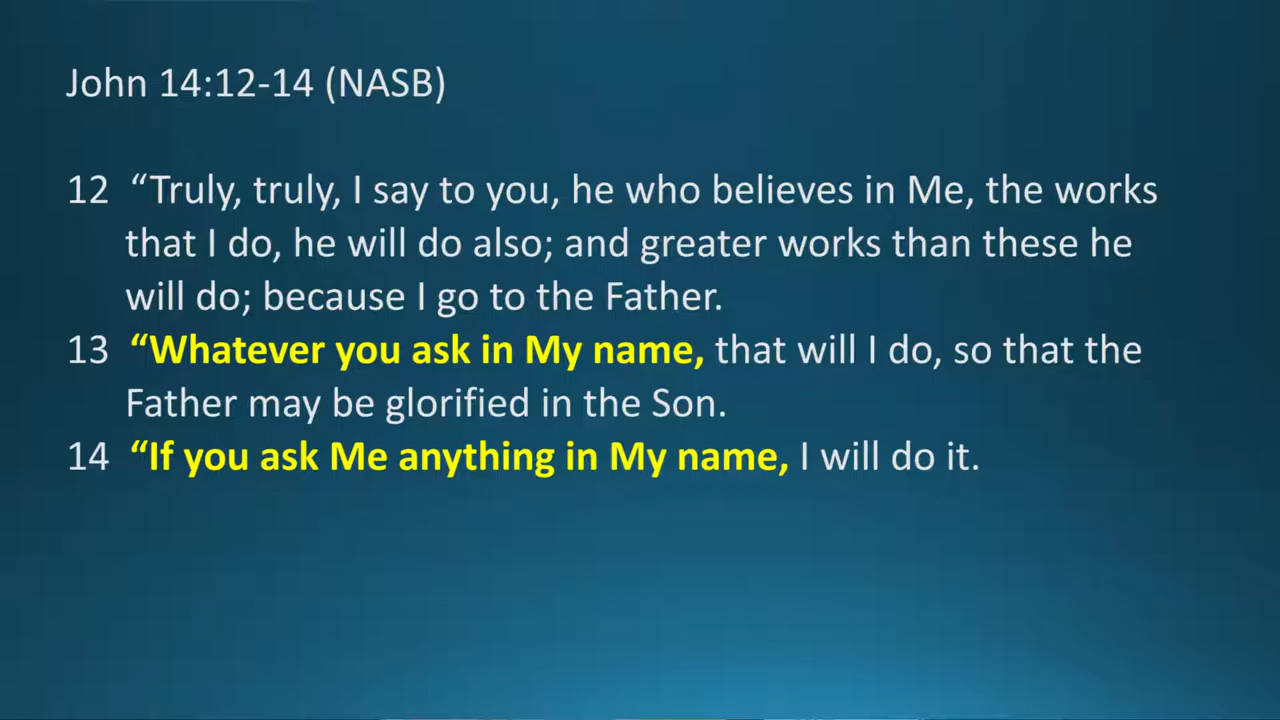 John 14:12-14 (NASB)
12 “Truly, truly, I say to you, he who believes in Me, the works
that I do, he will do also; and greater works than these he
will do; because I go to the Father.
13 “Whatever you ask in My name, that will I do, so that the
Father may be glorified in the Son.
14 “If you ask Me anything in My name, I will do it.